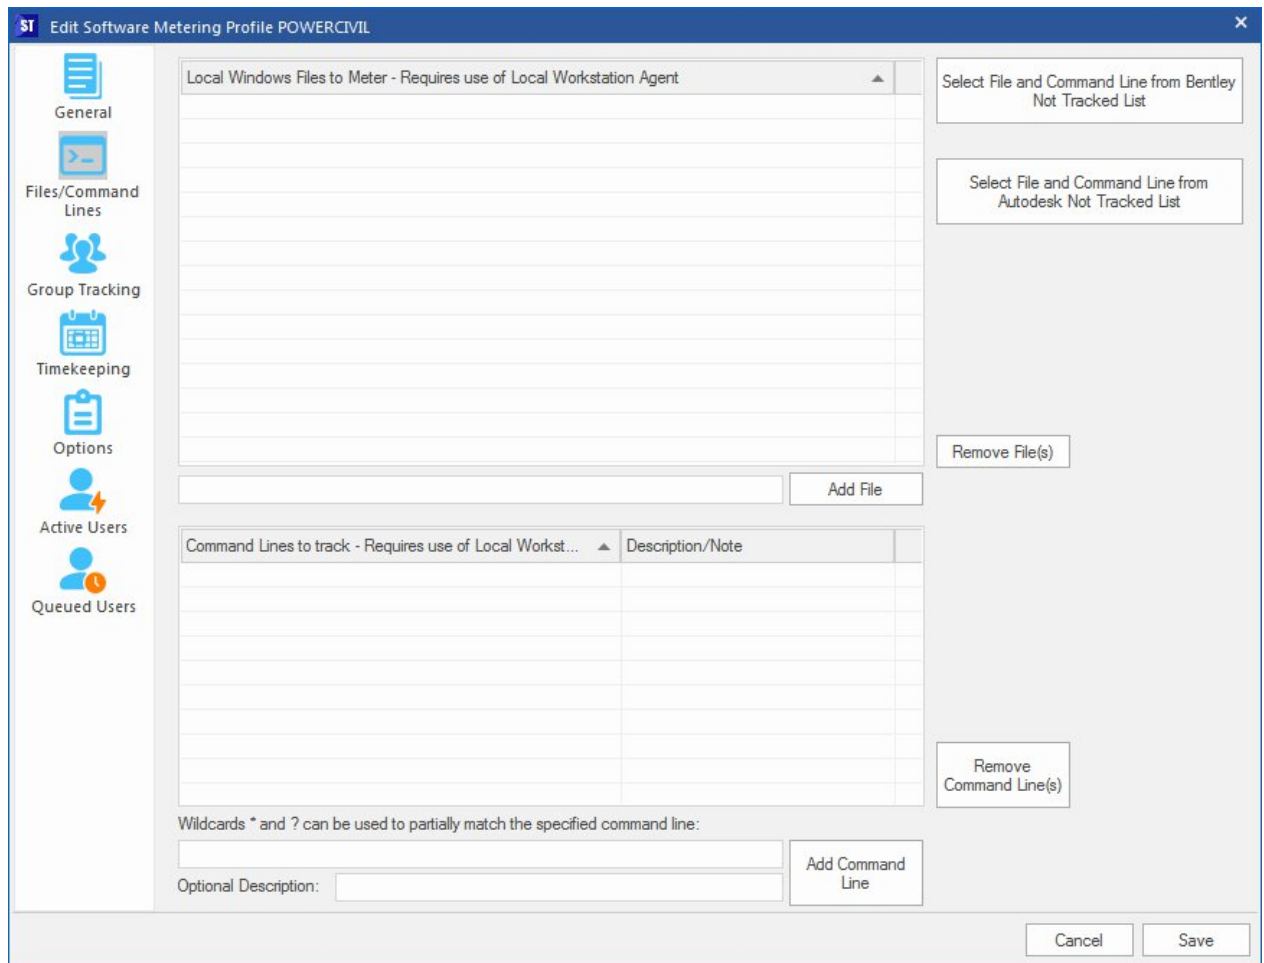 ST Edit Software Metering Profile POWERCIVIL
General
Files/Command
Lines
Group Tracking
Timekeeping
Options
Active Users
Queued Users
Local Windows Files to Meter - Requires use of Local Workstation Agent
Select File and Command Line from Bentley
Not Tracked List
Select File and Command Line from
Autodesk Not Tracked List
Remove File(s)
Add File
Command Lines to track - Requires use of Local Workst... Description/Note
Remove
Command Line(s)
Wildcards * and ? can be used to partially match the specified command line:
Add Command
Line
Optional Description:
Cancel Save